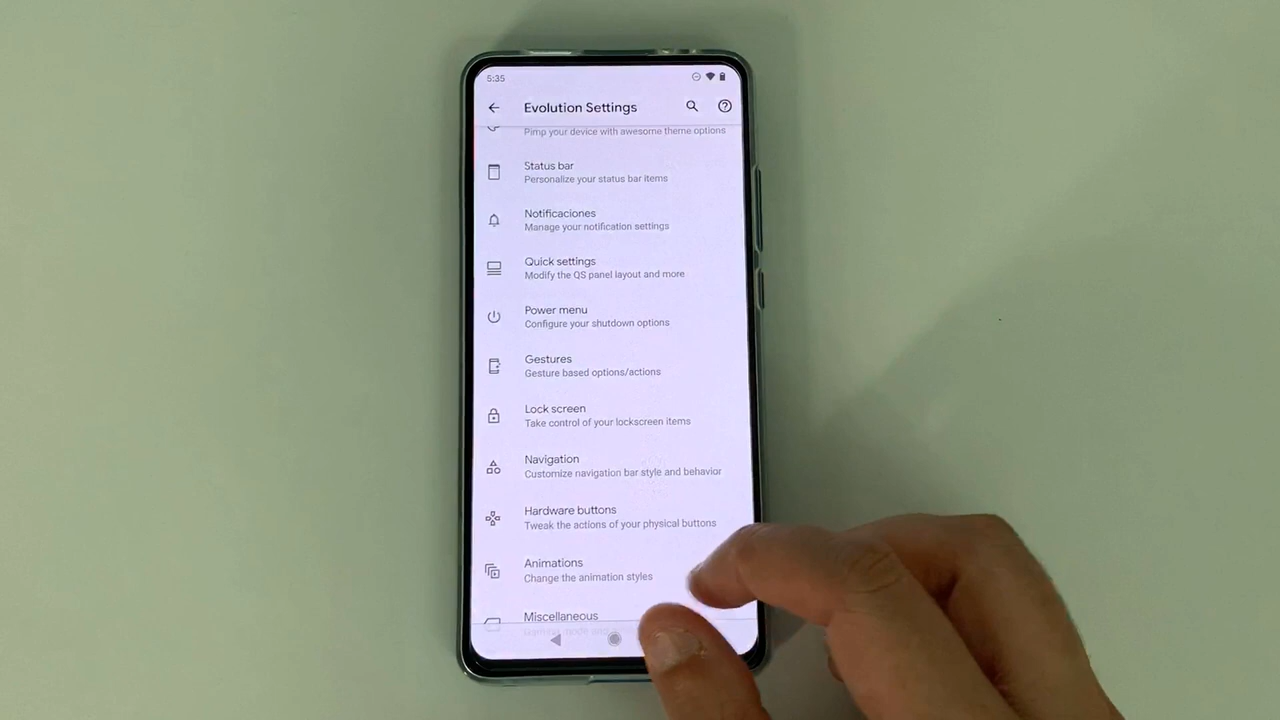 5:35
Evolution Settings
Pimp your device with awesome theme options
Status bar
Personalize your status bar items
Notificaciones
Manage your notification settings
Quick settings
Modify the QS panel layout and more
Power menu
Configure your shutdown options
Gestures
Gesture based options/actions
Lock screen
Take control of your lockscreen items
Navigation
Customize navigation bar style and behavior
Hardware buttons
Tweak the actions of your physical buttons
Animations
Change the animation styles
Miscellaneous